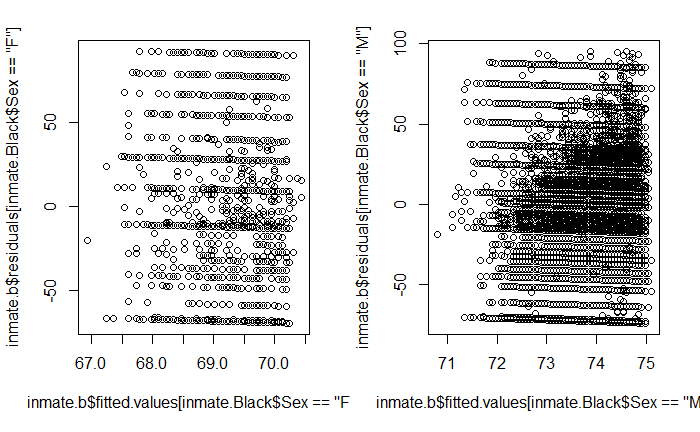 inmate.b$residuals[inmate.Black$Sex == "F"]
50
0
-50
67.0 68.0 69.0 70.0
inmate.b$fitted.values[inmate.Black$Sex == "F
inmate.b$residuals[inmate.Black$Sex == "M"]
100
50
0
-50
71 72 73 74 75
inmate.b$fitted.values[inmate.Black$Sex == "M